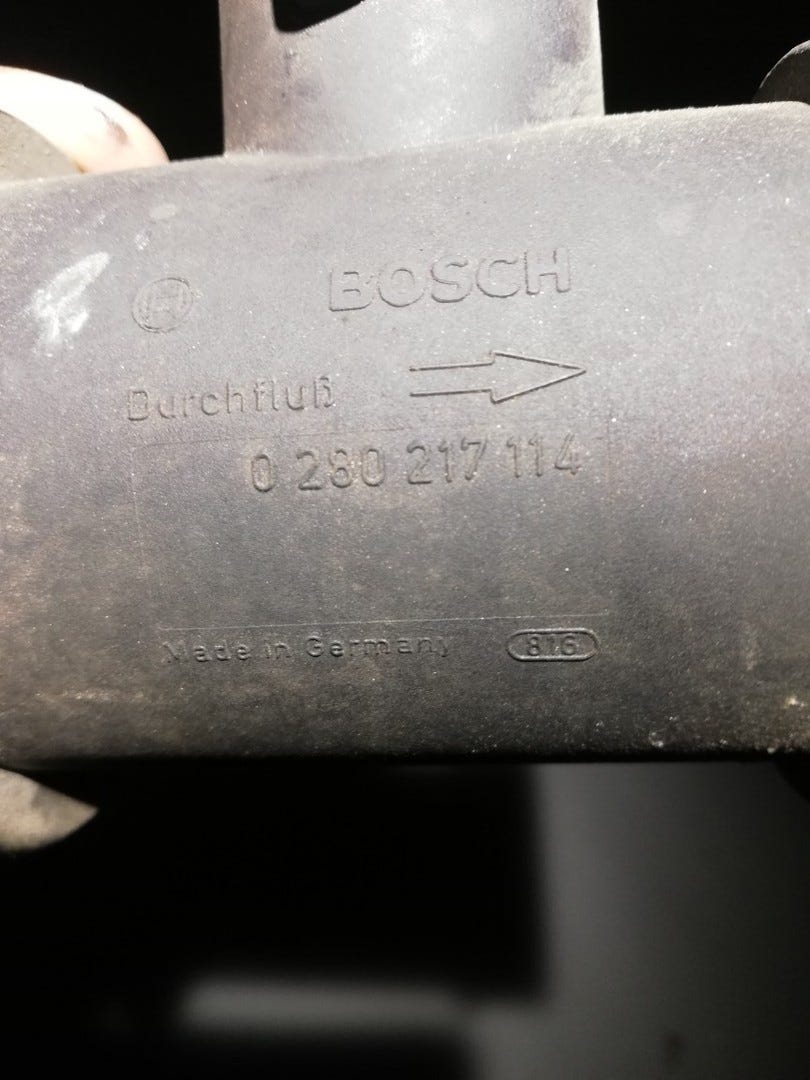 BOSCH
Durchfluß
0 280 217 114
Made in Germany 816